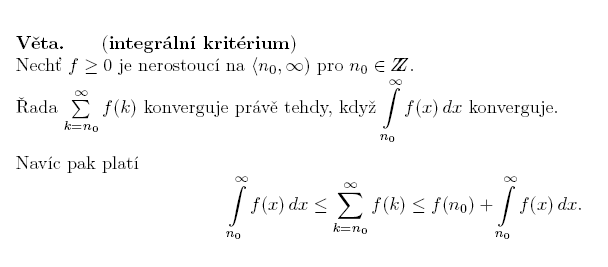 Věta. (integrální kritérium)
Nechť f ≥ 0 je nerostoucí na ⟨n₀, ∞) pro n₀ ∈ ℤ.
Řada ∑_{k=n₀}^{∞} f(k) konverguje právě tehdy, když ∫_{n₀}^{∞} f(x) dx konverguje.
Navíc pak platí
∫_{n₀}^{∞} f(x) dx ≤ ∑_{k=n₀}^{∞} f(k) ≤ f(n₀) + ∫_{n₀}^{∞} f(x) dx.